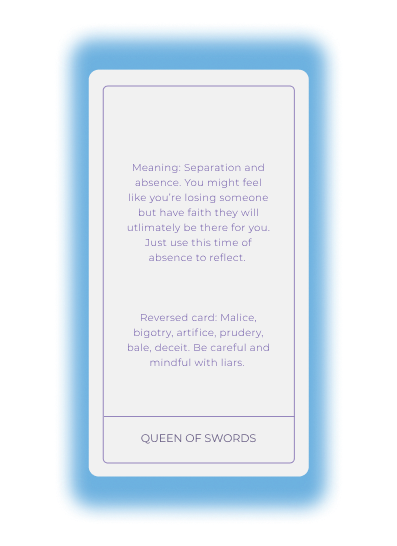 Meaning: Separation and
absence. You might feel
like you're losing someone
but have faith they will
utlimately be there for you.
Just use this time of
absence to reflect.
Reversed card: Malice,
bigotry, artifice, prudery,
bale, deceit. Be careful and
mindful with liars.
QUEEN OF SWORDS